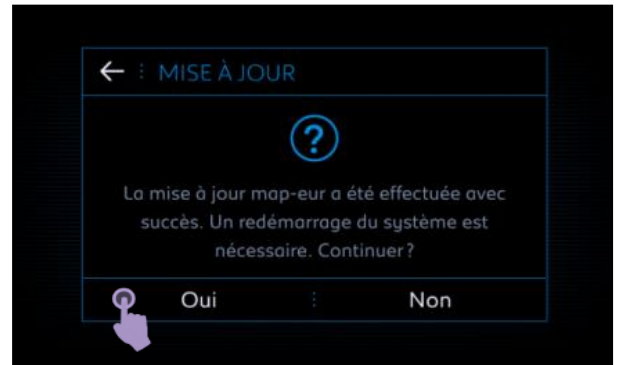 MISE À JOUR
?
La mise à jour map-eur a été effectuée avec
succès. Un redémarrage du système est
nécessaire. Continuer ?
Oui Non